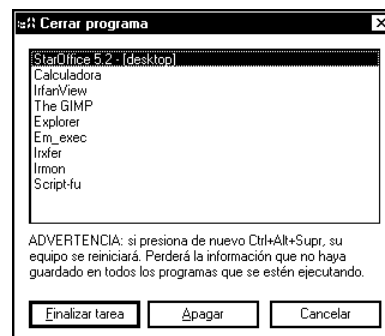 Cerrar programa
StarOffice 5.2 - (desktop)
Calculadora
IrfanView
The GIMP
Explorer
Em_exec
Irxfer
Irmon
Script-fu
ADVERTENCIA: si presiona de nuevo Ctrl+Alt+Supr, su
equipo se reiniciará. Perderá la información que no haya
guardado en todos los programas que se estén ejecutando.
Finalizar tarea Apagar Cancelar